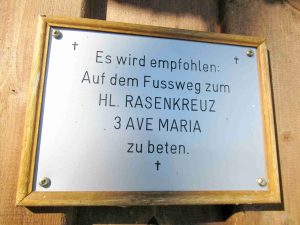 Es wird empfohlen:
Auf dem Fussweg zum
HL. RASENKREUZ
3 AVE MARIA
zu beten.